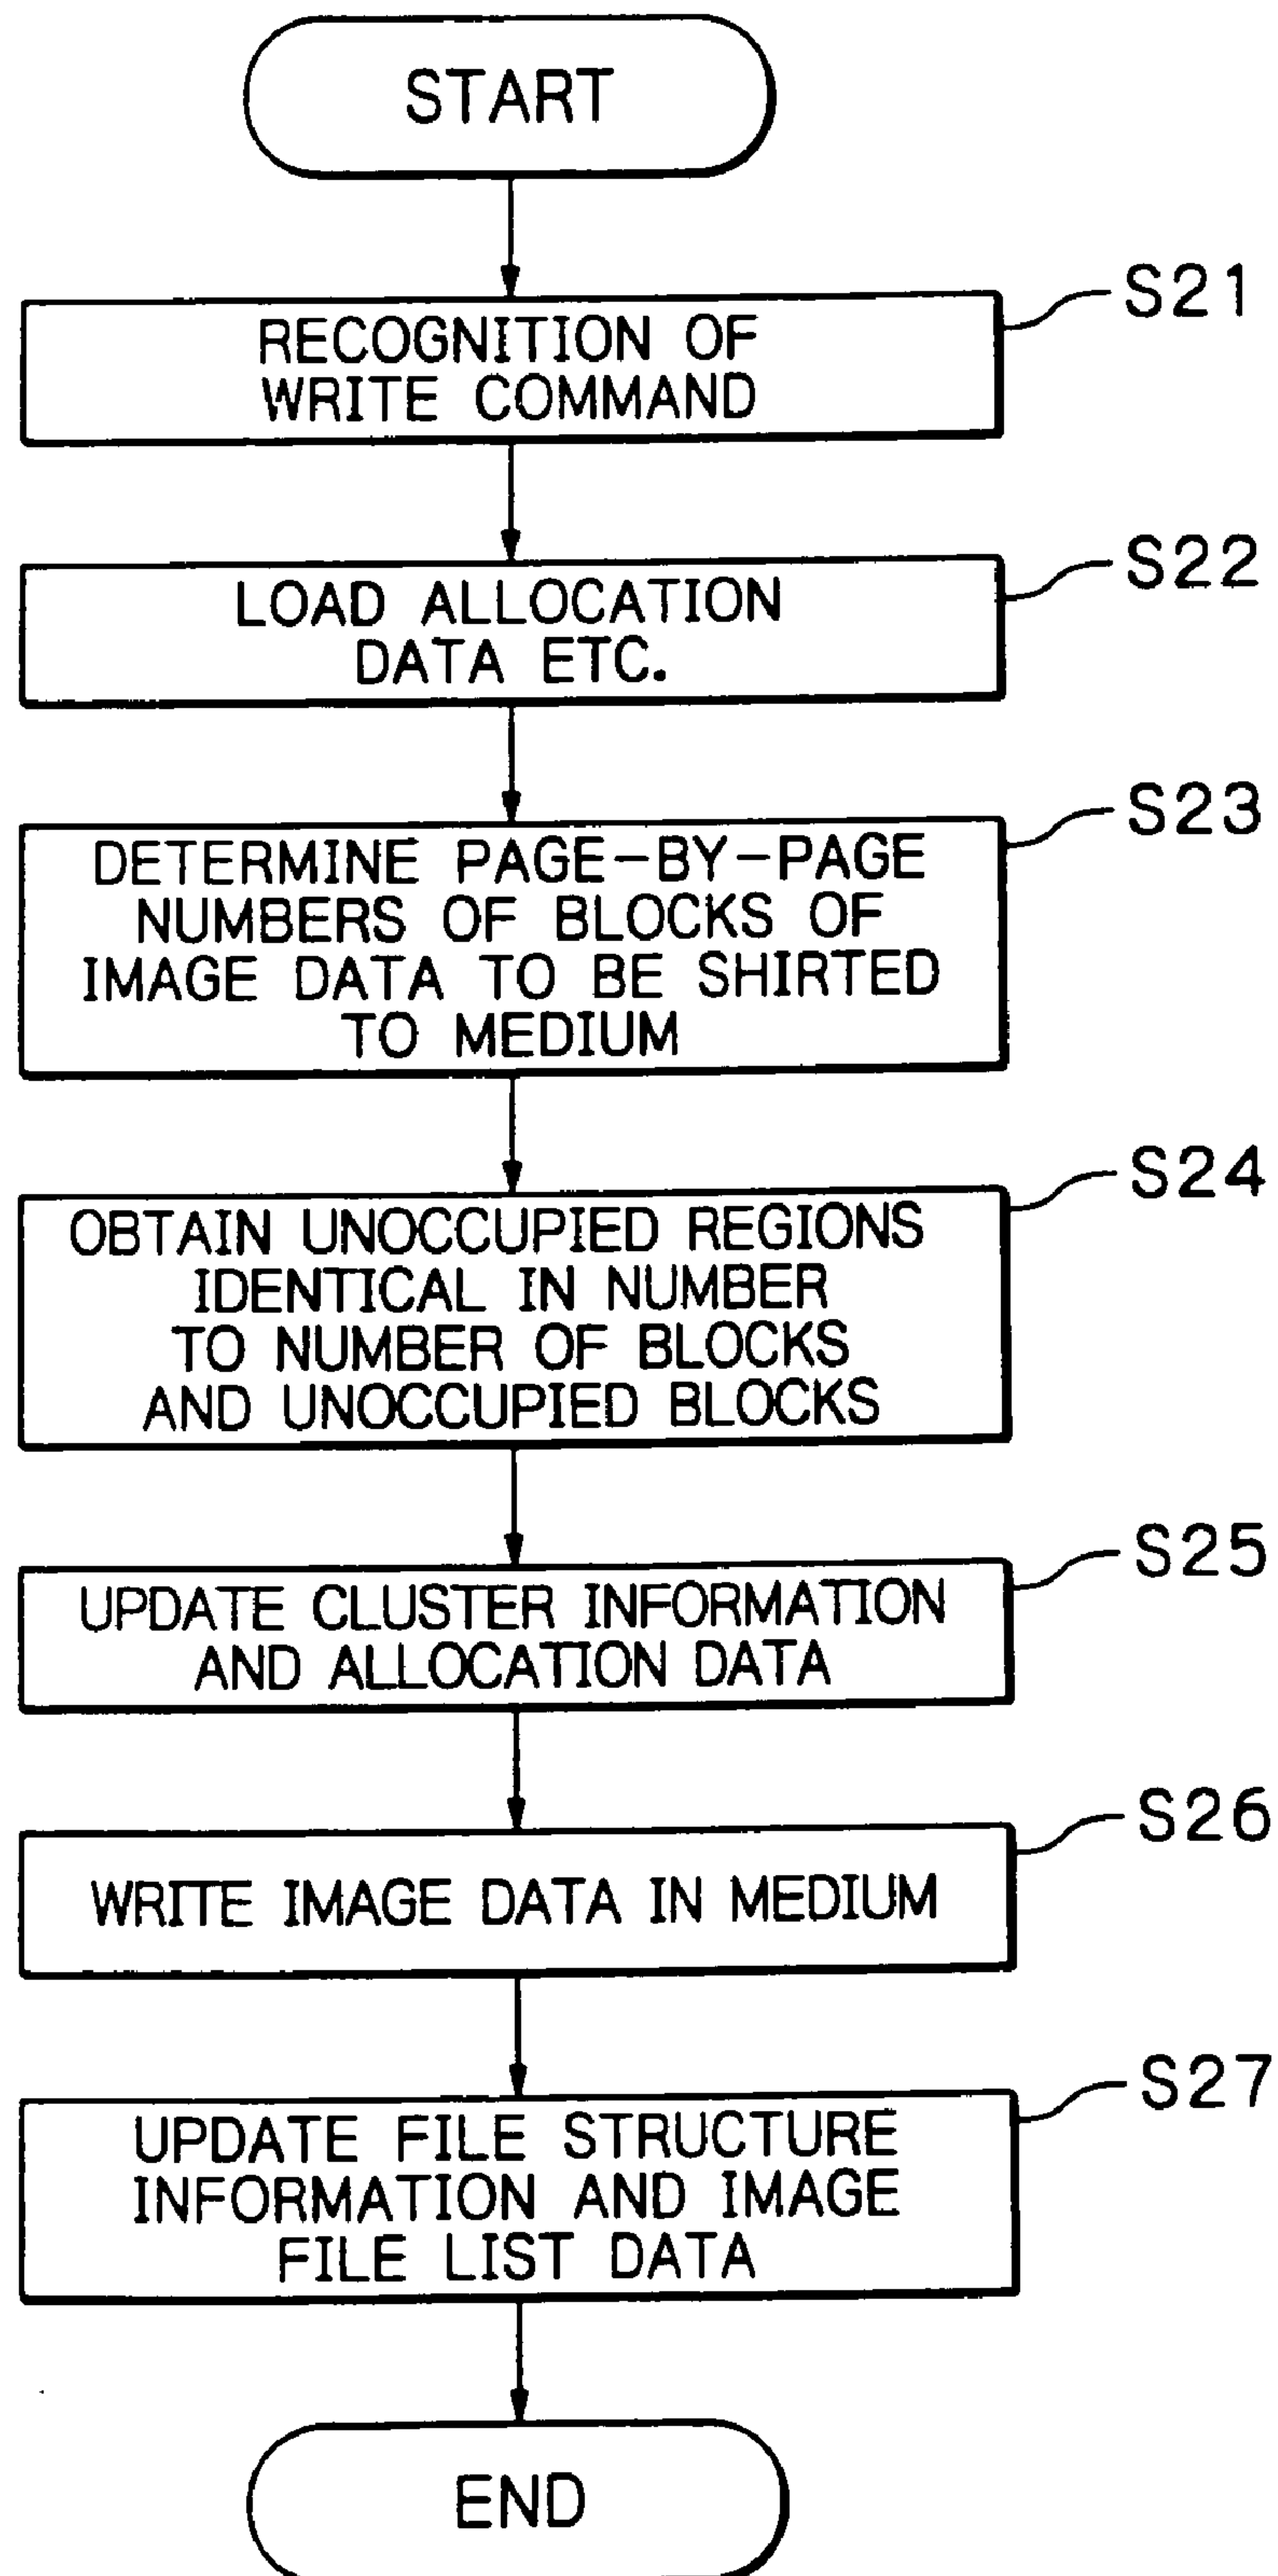 START
S21
RECOGNITION OF
WRITE COMMAND
S22
LOAD ALLOCATION
DATA ETC.
S23
DETERMINE PAGE-BY-PAGE
NUMBERS OF BLOCKS OF
IMAGE DATA TO BE SHIRTED
TO MEDIUM
S24
OBTAIN UNOCCUPIED REGIONS
IDENTICAL IN NUMBER
TO NUMBER OF BLOCKS
AND UNOCCUPIED BLOCKS
S25
UPDATE CLUSTER INFORMATION
AND ALLOCATION DATA
S26
WRITE IMAGE DATA IN MEDIUM
S27
UPDATE FILE STRUCTURE
INFORMATION AND IMAGE
FILE LIST DATA
END